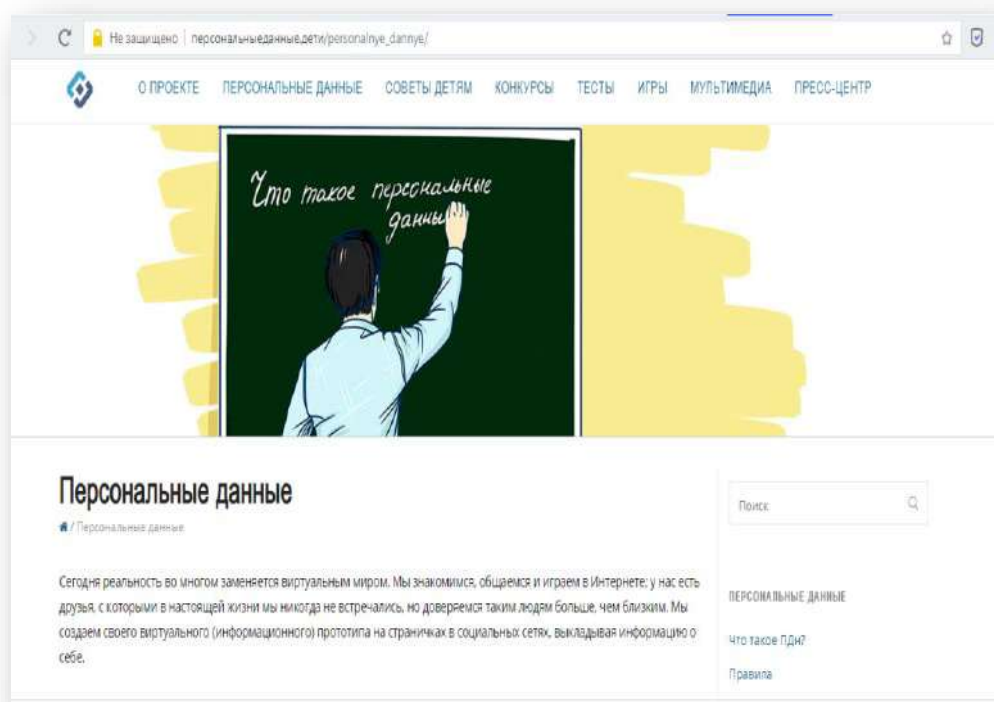 Не защищено | персональныеданные.дети/personalnye_dannye/
О ПРОЕКТЕ ПЕРСОНАЛЬНЫЕ ДАННЫЕ СОВЕТЫ ДЕТЯМ КОНКУРСЫ ТЕСТЫ ИГРЫ МУЛЬТИМЕДИА ПРЕСС-ЦЕНТР
Что такое персональные
данны
Персональные данные
/ Персональные данные
Сегодня реальность во многом заменяется виртуальным миром. Мы знакомимся, общаемся и играем в Интернете; у нас есть
друзья, с которыми в настоящей жизни мы никогда не встречались, но доверяемся таким людям больше, чем близким. Мы
создаем своего виртуального (информационного) прототипа на страничках в социальных сетях, выкладывая информацию о
себе.
Поиск
ПЕРСОНАЛЬНЫЕ ДАННЫЕ
Что такое ПДн?
Правила